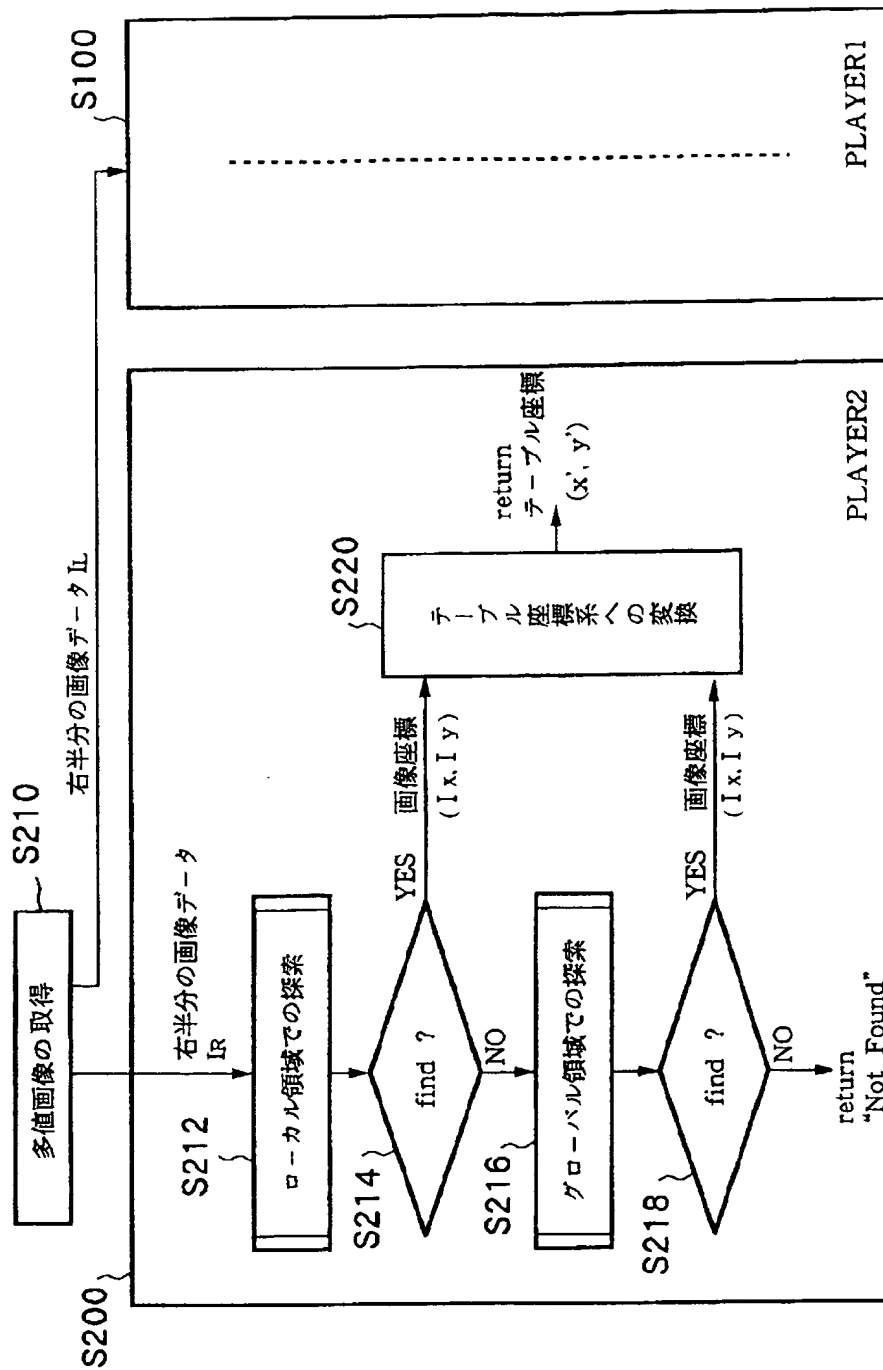 S210
多値画像の取得
右半分の画像データ IL
S100
PLAYER1
S200
右半分の画像データ
IR
S212
ローカル領域での探索
S214
find ?
YES
画像座標
(Ix, Iy)
NO
S216
グローバル領域での探索
S218
find ?
YES
画像座標
(Ix, Iy)
NO
return
“Not Found”
S220
テーブル
座標系への変換
return
テーブル座標
(x', y')
PLAYER2